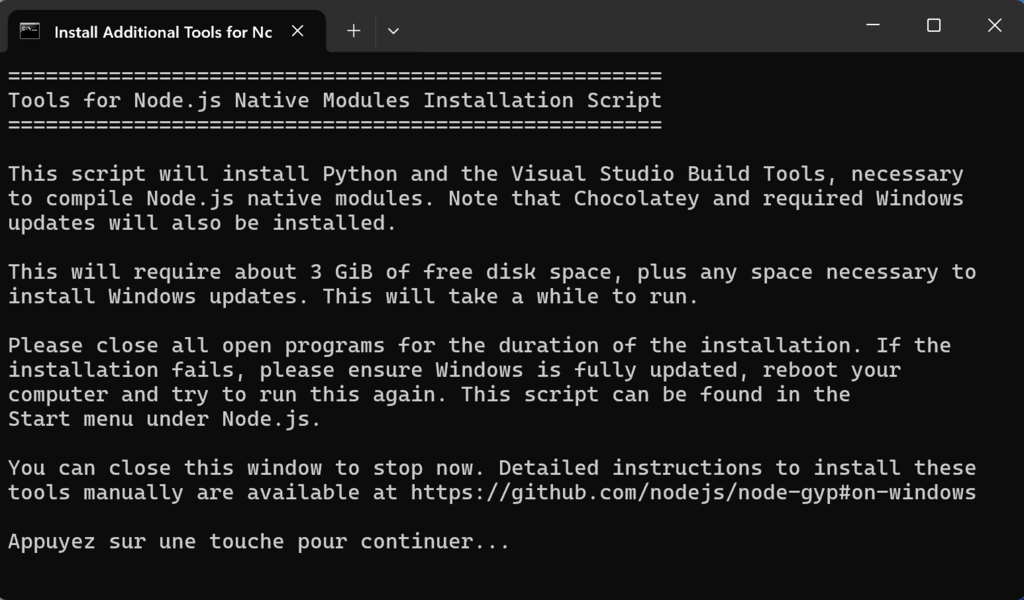 Install Additional Tools for Nc
====================================================
Tools for Node.js Native Modules Installation Script
====================================================
This script will install Python and the Visual Studio Build Tools, necessary
to compile Node.js native modules. Note that Chocolatey and required Windows
updates will also be installed.
This will require about 3 GiB of free disk space, plus any space necessary to
install Windows updates. This will take a while to run.
Please close all open programs for the duration of the installation. If the
installation fails, please ensure Windows is fully updated, reboot your
computer and try to run this again. This script can be found in the
Start menu under Node.js.
You can close this window to stop now. Detailed instructions to install these
tools manually are available at https://github.com/nodejs/node-gyp#on-windows
Appuyez sur une touche pour continuer...